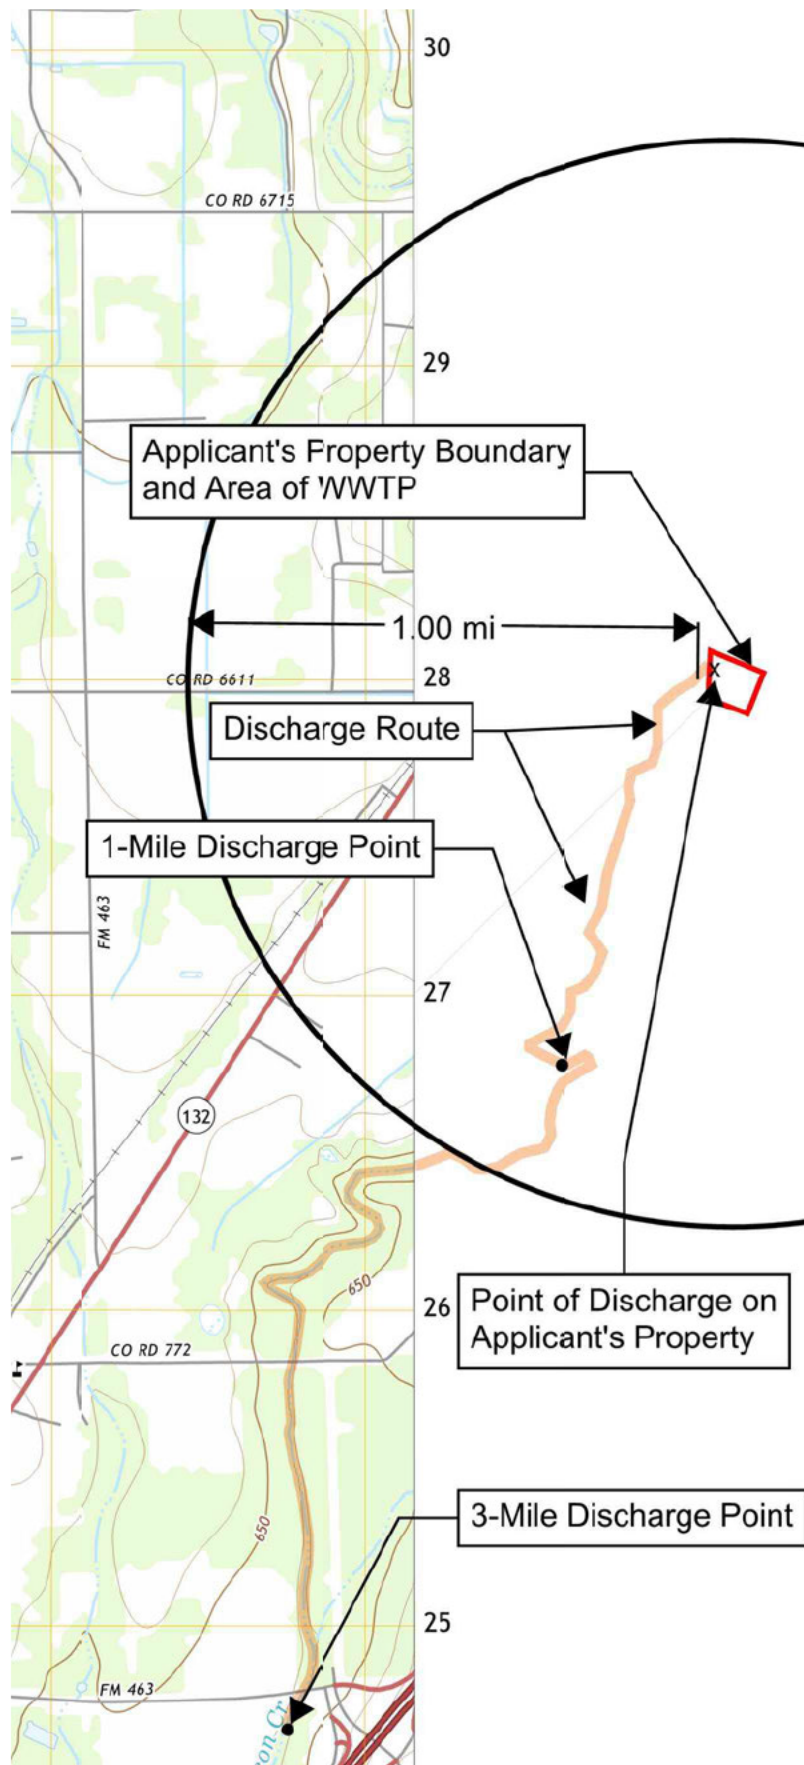 30
CO RD 6715
29
Applicant's Property Boundary
and Area of WWTP
1.00 mi
CO RD 6611
28
Discharge Route
x
1-Mile Discharge Point
FM 463
27
132
650
26
Point of Discharge on
Applicant's Property
CO RD 772
3-Mile Discharge Point
650
25
FM 463